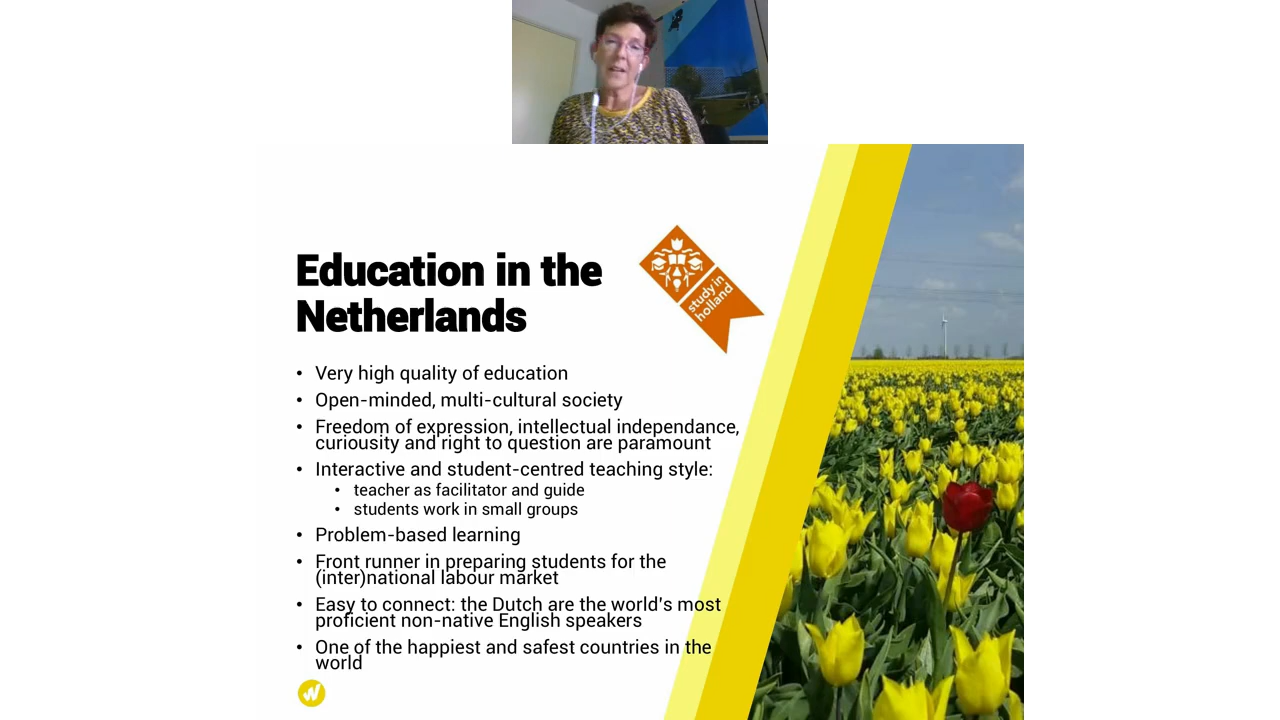 Education in the
Netherlands
study in
holland
• Very high quality of education
• Open-minded, multi-cultural society
• Freedom of expression, intellectual independance,
curiousity and right to question are paramount
• Interactive and student-centred teaching style:
• teacher as facilitator and guide
• students work in small groups
• Problem-based learning
• Front runner in preparing students for the
(inter)national labour market
• Easy to connect: the Dutch are the world's most
proficient non-native English speakers
• One of the happiest and safest countries in the
world